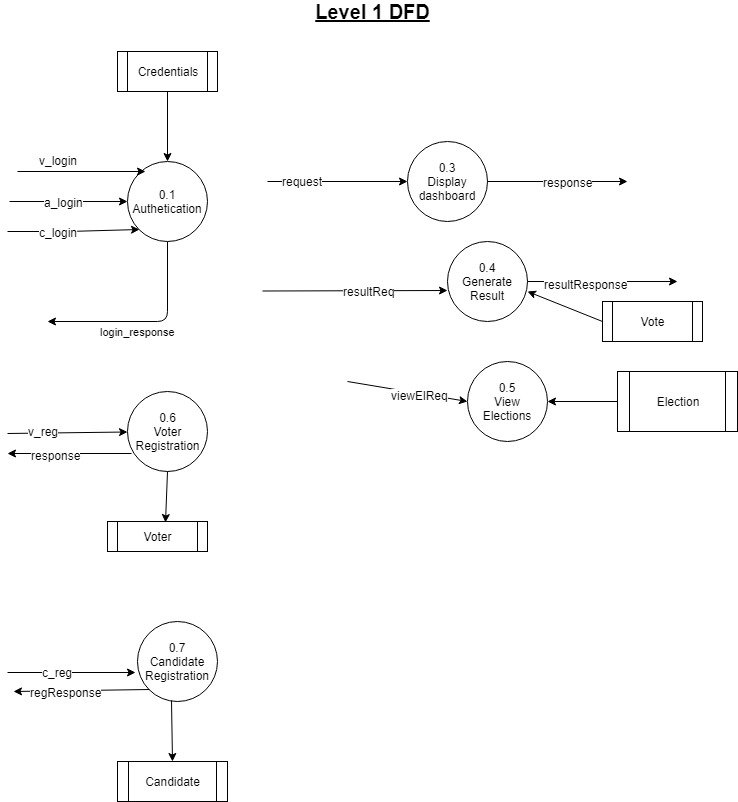 Level 1 DFD
Credentials
v_login
a_login
c_login
0.1
Authetication
login_response
request
0.3
Display
dashboard
response
resultReq
0.4
Generate
Result
resultResponse
Vote
viewElReq
0.5
View
Elections
Election
v_reg
response
0.6
Voter
Registration
Voter
c_reg
regResponse
0.7
Candidate
Registration
Candidate